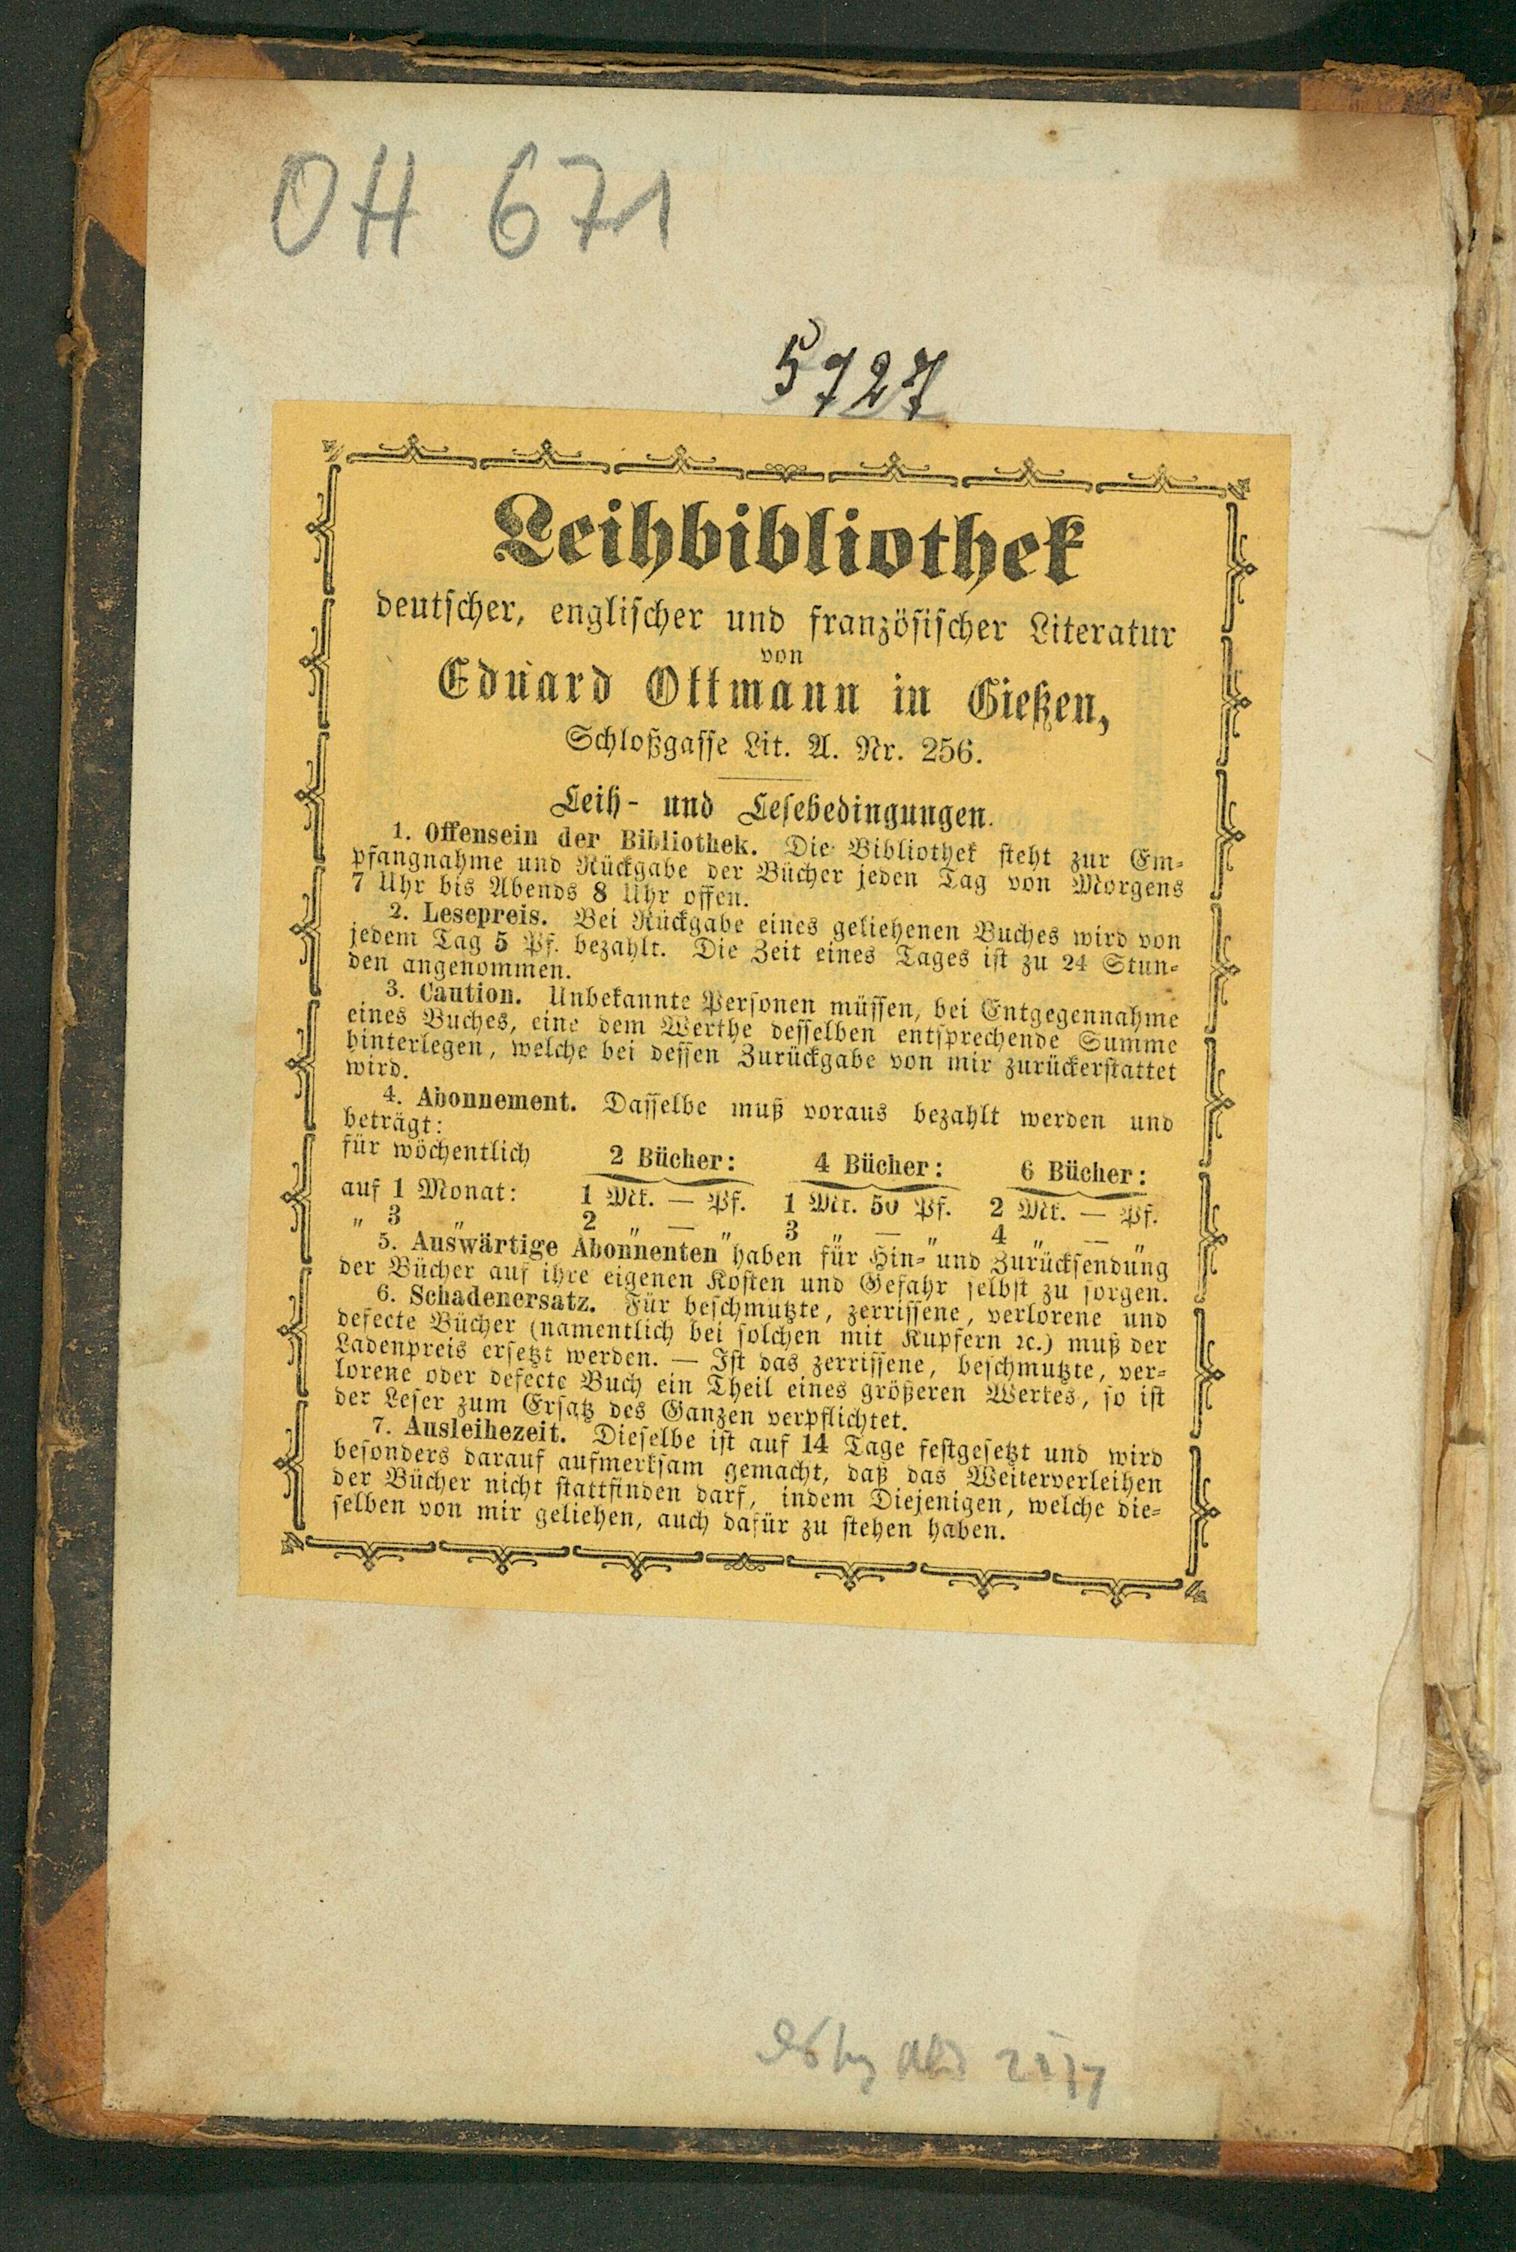 OH 671
5727
Leihbibliothek
deutscher, englischer und französischer Literatur
von
Eduard Ottmann in Gießen,
Schloßgasse Lit. A. Nr. 256.
Leih- und Lesebedingungen.
1. Offensein der Bibliothek. Die Bibliothek steht zur Em-
pfangnahme und Rückgabe der Bücher jeden Tag von Morgens
7 Uhr bis Abends 8 Uhr offen.
2. Lesepreis. Bei Rückgabe eines geliehenen Buches wird von
jedem Tag 5 Pf. bezahlt. Die Zeit eines Tages ist zu 24 Stun-
den angenommen.
3. Caution. Unbekannte Personen müssen, bei Entgegennahme
eines Buches, eine dem Werthe desselben entsprechende Summe
hinterlegen, welche bei dessen Zurückgabe von mir zurückerstattet
wird.
4. Abonnement. Dasselbe muß voraus bezahlt werden und
beträgt:
für wöchentlich 2 Bücher: 4 Bücher: 6 Bücher:
auf 1 Monat: 1 Mk. — Pf. 1 Mk. 50 Pf. 2 Mk. — Pf.
„ 3 „ 2 „ — „ 3 „ — „ 4 „ — „
5. Auswärtige Abonnenten haben für Hin- und Zurücksendung
der Bücher auf ihre eigenen Kosten und Gefahr selbst zu sorgen.
6. Schadenersatz. Für beschmutzte, zerrissene, verlorene und
defecte Bücher (namentlich bei solchen mit Kupfern ꝛc.) muß der
Ladenpreis ersetzt werden. — Ist das zerrissene, beschmutzte, ver-
lorene oder defecte Buch ein Theil eines größeren Werkes, so ist
der Leser zum Ersatz des Ganzen verpflichtet.
7. Ausleihezeit. Dieselbe ist auf 14 Tage festgesetzt und wird
besonders darauf aufmerksam gemacht, daß das Weiterverleihen
der Bücher nicht stattfinden darf, indem Diejenigen, welche die-
selben von mir geliehen, auch dafür zu stehen haben.